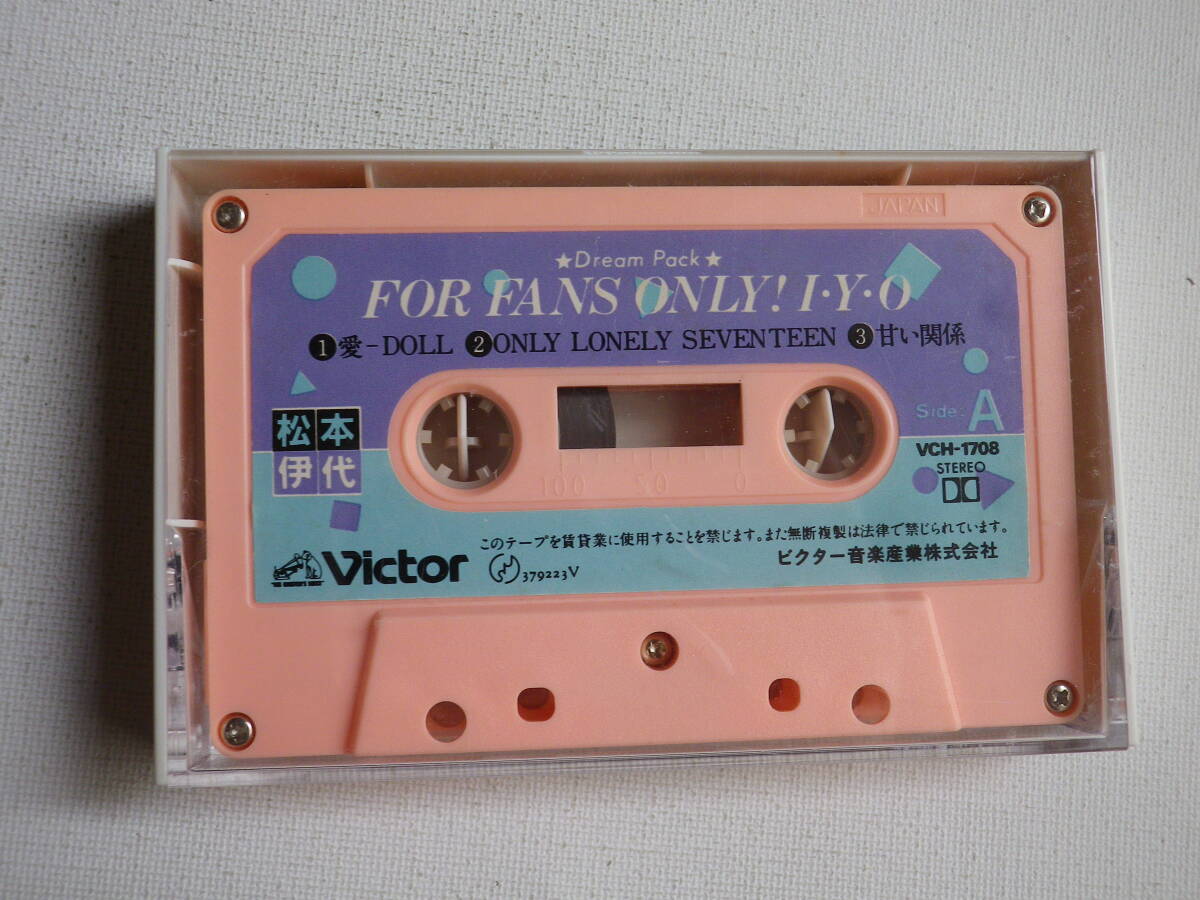 JAPAN
★Dream Pack★
FOR FANS ONLY! I·Y·O
❶愛-DOLL ❷ONLY LONELY SEVENTEEN ❸甘い関係
Side: A
松本
伊代
VCH-1708
STEREO
100 50 0
このテープを賃貸業に使用することを禁じます。また無断複製は法律で禁じられています。
Victor
379223V
ビクター音楽産業株式会社
"HIS MASTER'S VOICE"